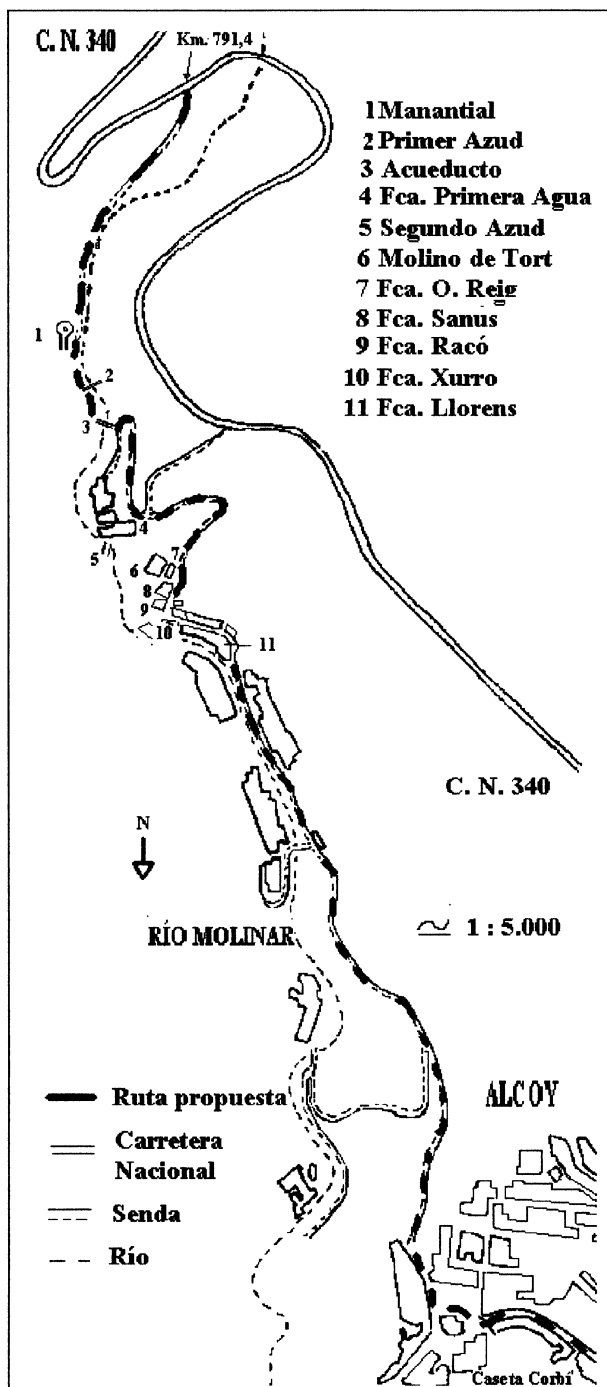 C. N. 340
Km. 791,4
1 Manantial
2 Primer Azud
3 Acueducto
4 Fca. Primera Agua
5 Segundo Azud
6 Molino de Tort
7 Fca. O. Reig
8 Fca. Sanus
9 Fca. Racó
10 Fca. Xurro
11 Fca. Llorens
1
2
3
4
5
6
7
8
9
10
11
C. N. 340
N
RÍO MOLINAR
1 : 5.000
ALCOY
Ruta propuesta
Carretera
Nacional
Senda
Río
Caseta Corbí